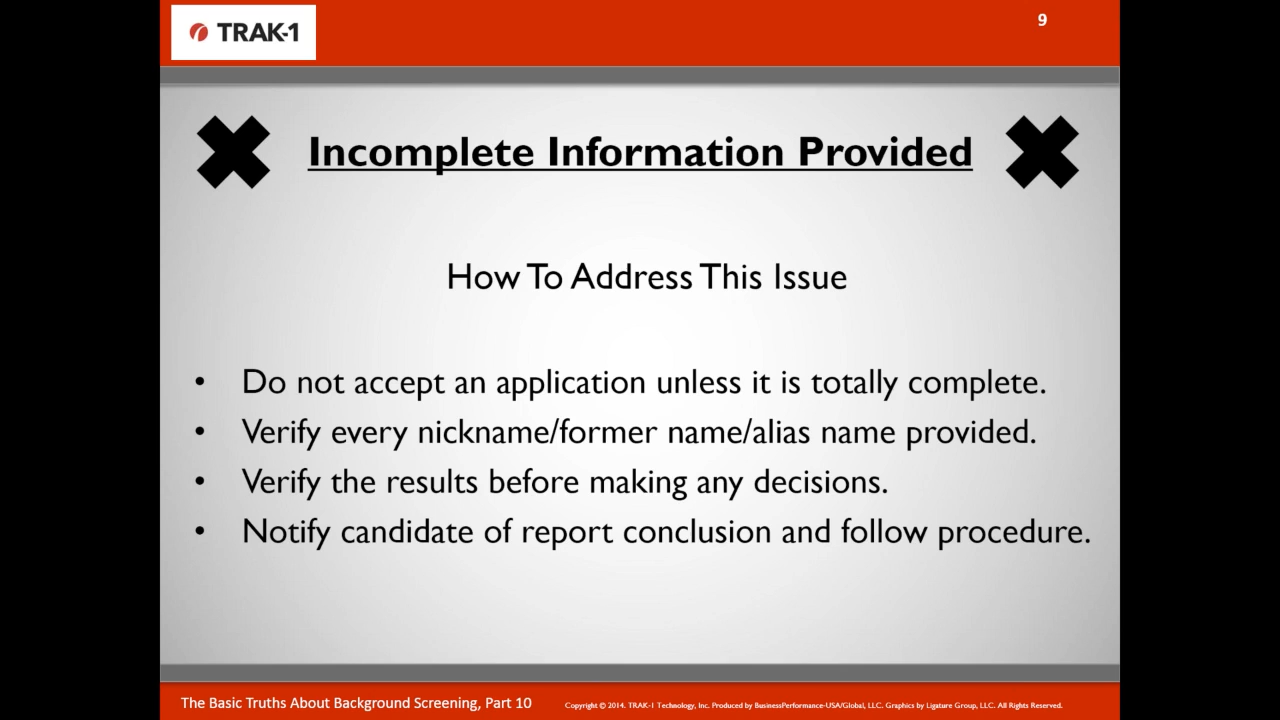 TRAK-1
9
Incomplete Information Provided
How To Address This Issue
• Do not accept an application unless it is totally complete.
• Verify every nickname/former name/alias name provided.
• Verify the results before making any decisions.
• Notify candidate of report conclusion and follow procedure.
The Basic Truths About Background Screening, Part 10
Copyright © 2014. TRAK-1 Technology, Inc. Produced by BusinessPerformance-USA/Global, LLC. Graphics by Ligature Group, LLC. All Rights Reserved.